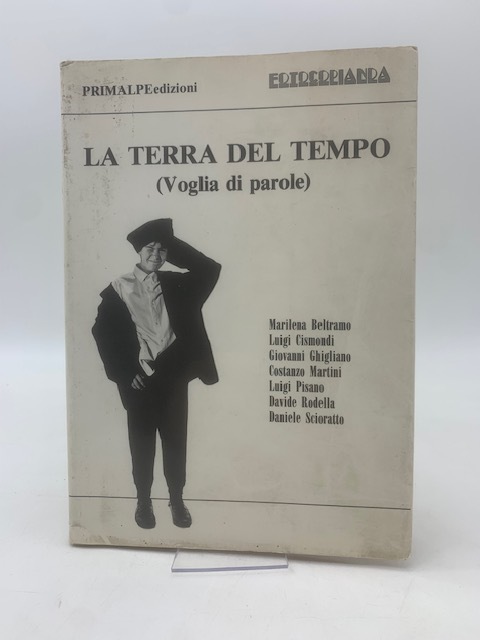 PRIMALPEedizioni
LA TERRA DEL TEMPO
(Voglia di parole)
Marilena Beltramo
Luigi Cismondi
Giovanni Ghigliano
Costanzo Martini
Luigi Pisano
Davide Rodella
Daniele Scioratto